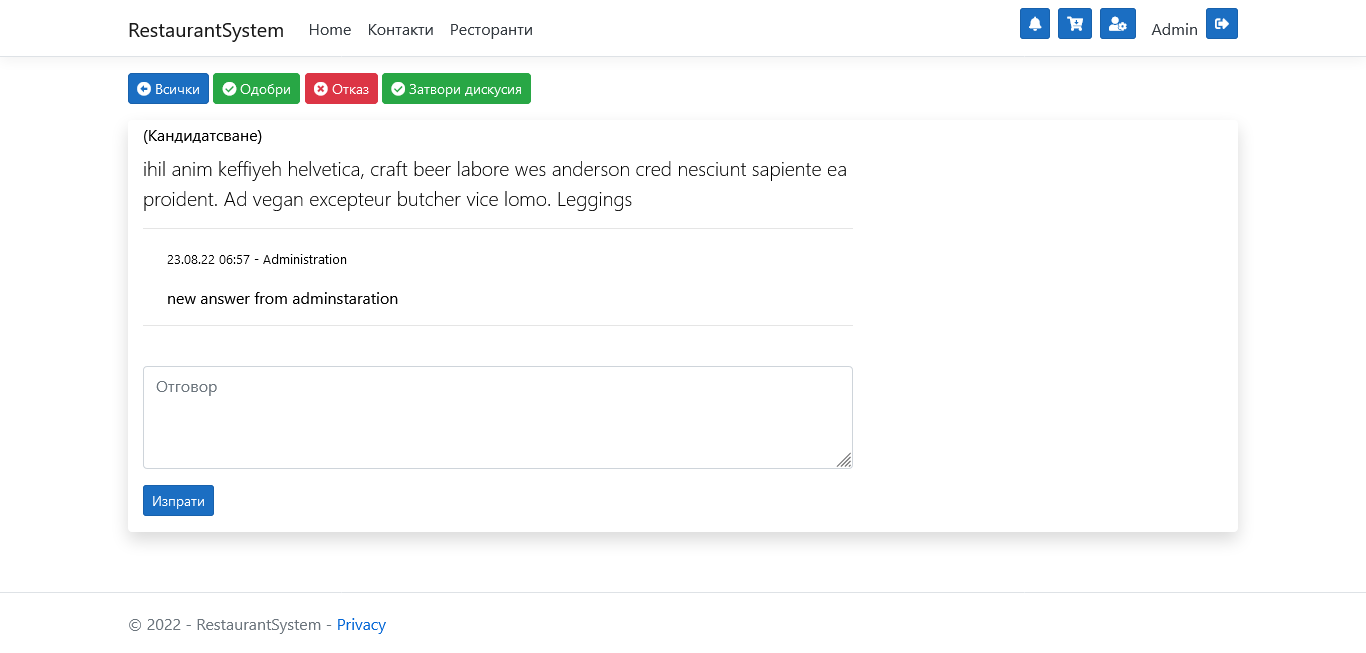 RestaurantSystem Home Контакти Ресторанти Admin
Всички Одобри Отказ Затвори дискусия
(Кандидатсване)
ihil anim keffiyeh helvetica, craft beer labore wes anderson cred nesciunt sapiente ea
proident. Ad vegan excepteur butcher vice lomo. Leggings
23.08.22 06:57 - Administration
new answer from adminstaration
Отговор
Изпрати
© 2022 - RestaurantSystem - Privacy